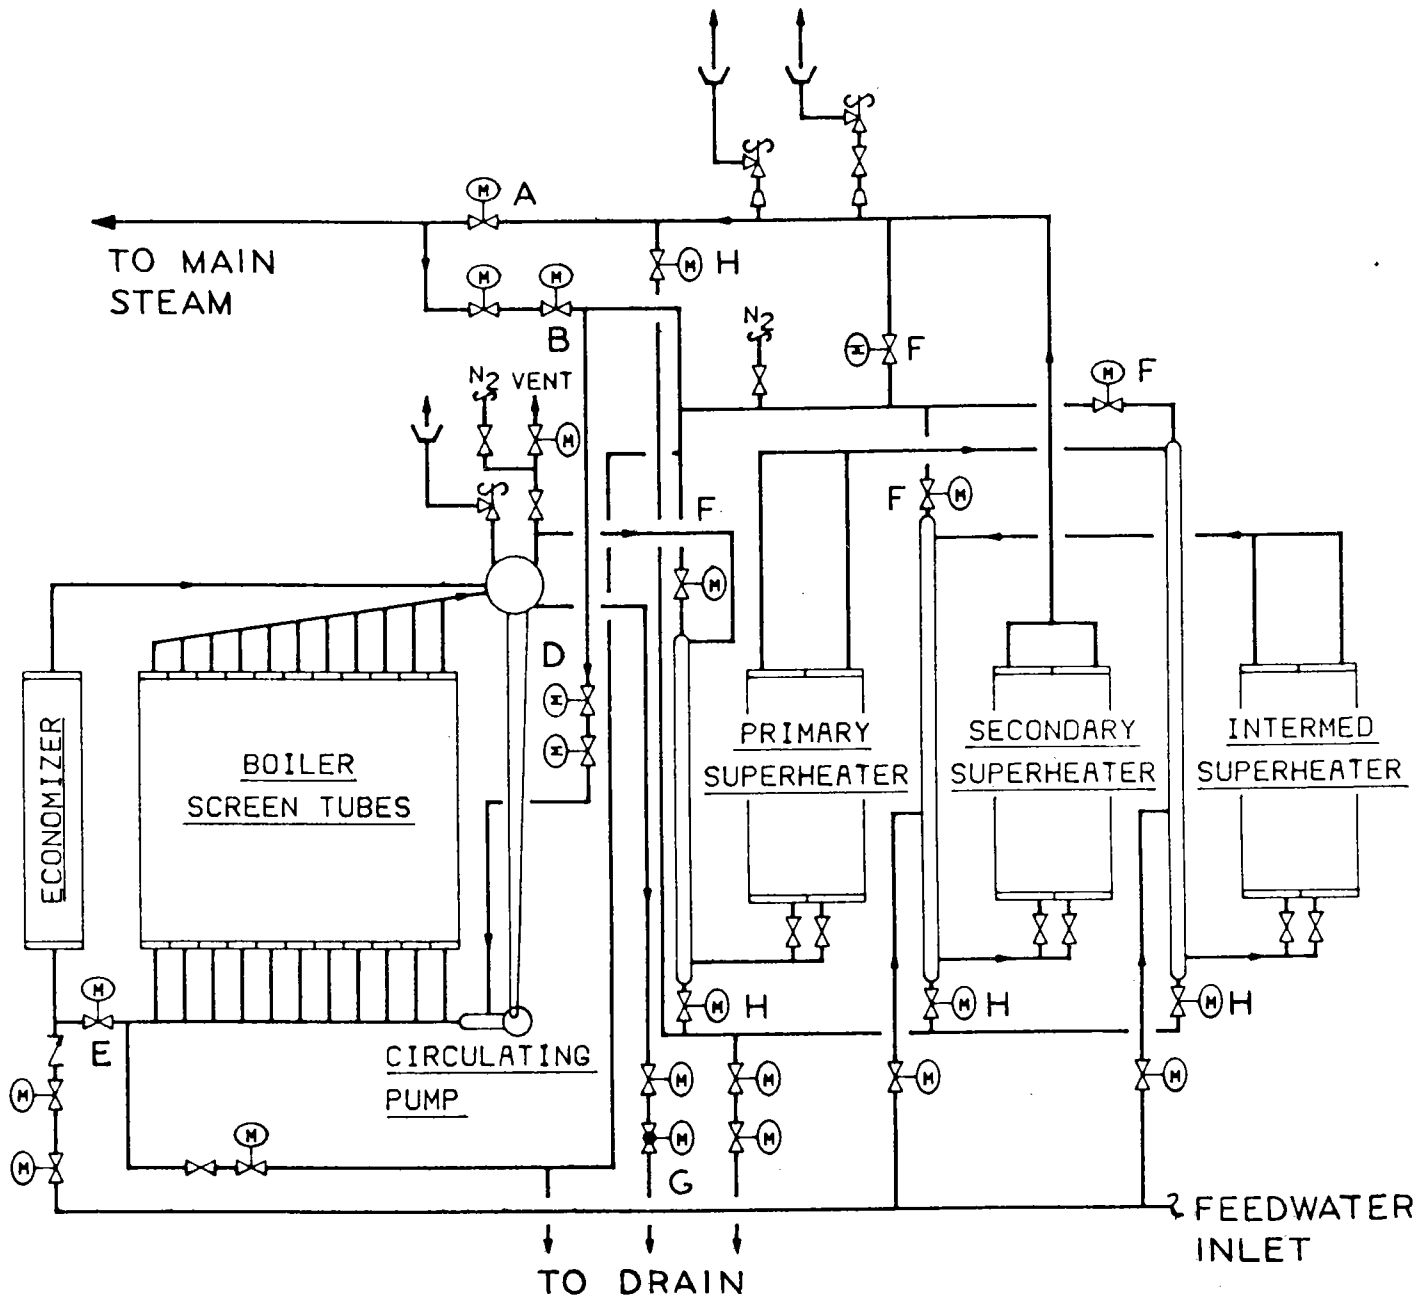 M A
TO MAIN
STEAM
M H
M M
B
N2
M F
M F
N2 VENT
M
F M
F
M
D
M
M
ECONOMIZER
BOILER
SCREEN TUBES
PRIMARY
SUPERHEATER
SECONDARY
SUPERHEATER
INTERMED
SUPERHEATER
M
E
M H
M H
M H
CIRCULATING
PUMP
M
M
M
M
M
M
M
M
M
M
G
FEEDWATER
INLET
TO DRAIN